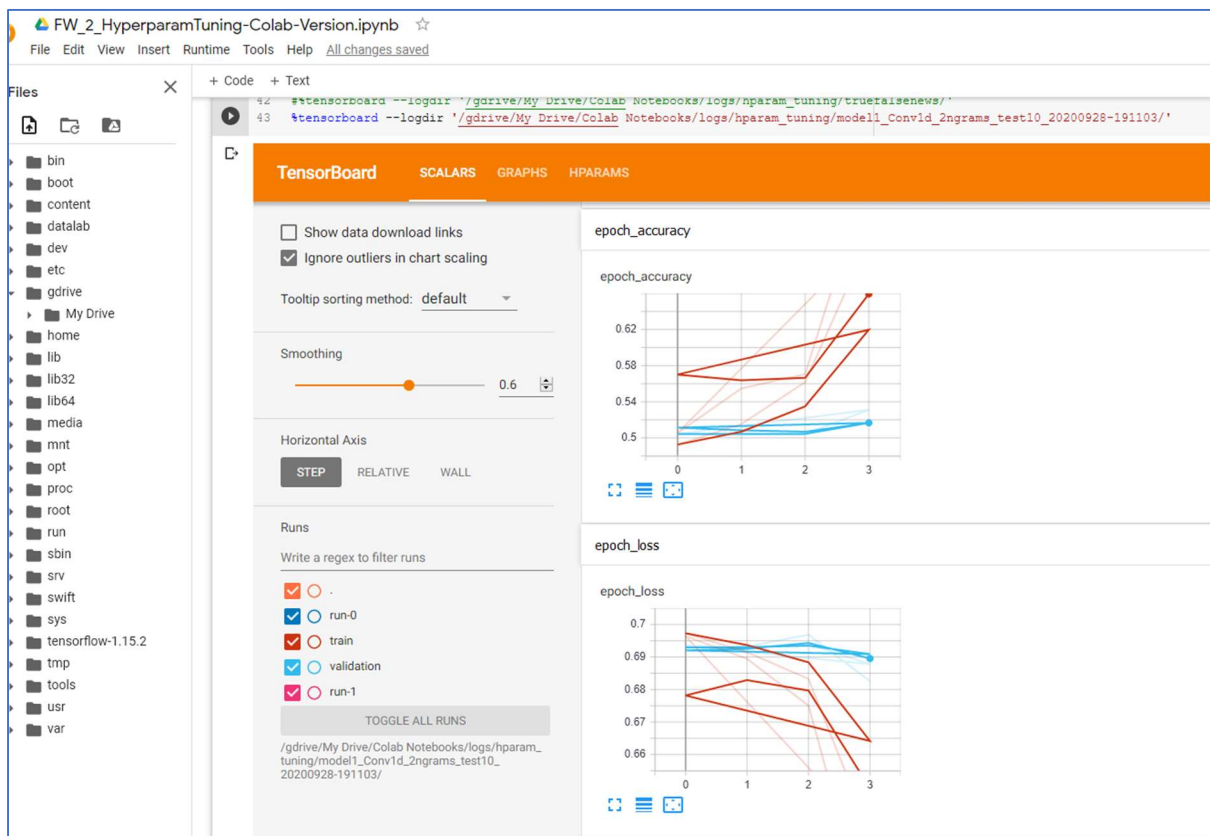 FW_2_HyperparamTuning-Colab-Version.ipynb
File Edit View Insert Runtime Tools Help All changes saved
Files
+ Code + Text
42 #%tensorboard --logdir '/gdrive/My Drive/Colab Notebooks/logs/hparam_tuning/truefalsenews/'
43 %tensorboard --logdir '/gdrive/My Drive/Colab Notebooks/logs/hparam_tuning/model1_Conv1d_2ngrams_test10_20200928-191103/'
bin
boot
content
datalab
dev
etc
gdrive
My Drive
home
lib
lib32
lib64
media
mnt
opt
proc
root
run
sbin
srv
swift
sys
tensorflow-1.15.2
tmp
tools
usr
var
TensorBoard SCALARS GRAPHS HPARAMS
Show data download links
Ignore outliers in chart scaling
Tooltip sorting method: default
Smoothing
0.6
Horizontal Axis
STEP RELATIVE WALL
Runs
Write a regex to filter runs
.
run-0
train
validation
run-1
TOGGLE ALL RUNS
/gdrive/My Drive/Colab Notebooks/logs/hparam_
tuning/model1_Conv1d_2ngrams_test10_
20200928-191103/
epoch_accuracy
epoch_accuracy
0.62
0.58
0.54
0.5
0 1 2 3
epoch_loss
epoch_loss
0.7
0.69
0.68
0.67
0.66
0 1 2 3